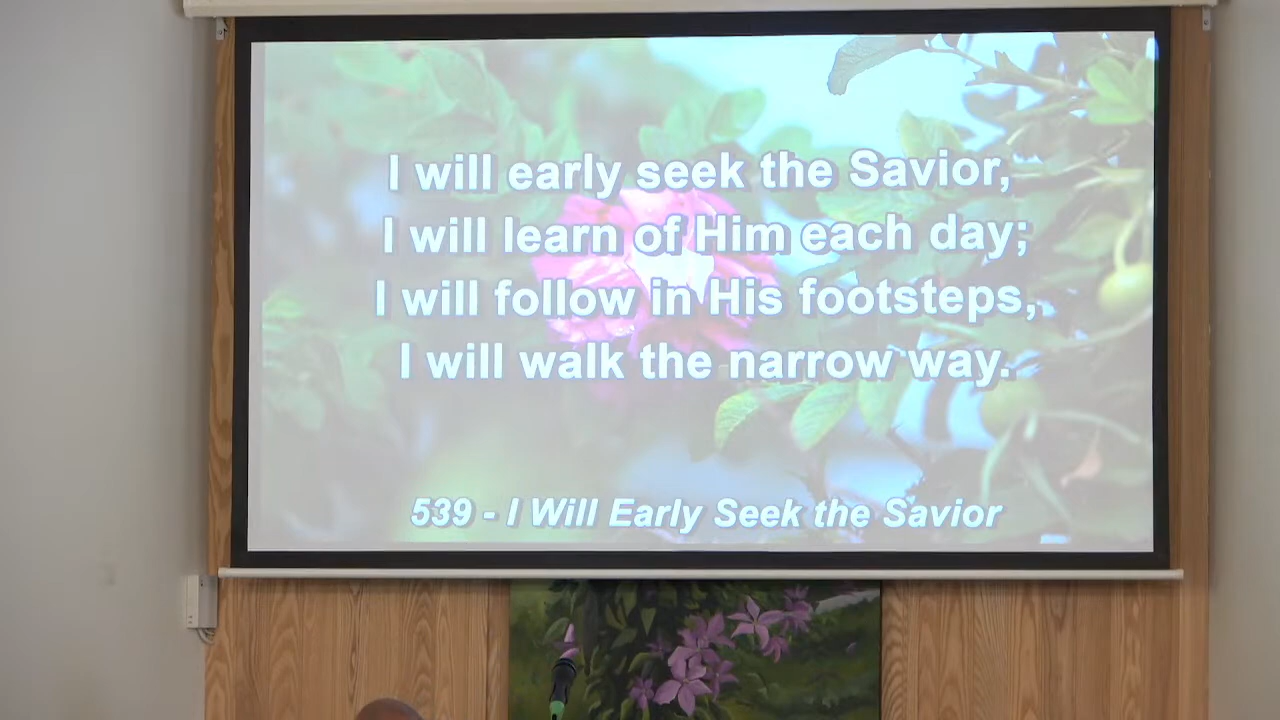 I will early seek the Savior,
I will learn of Him each day;
I will follow in His footsteps,
I will walk the narrow way.
539 - I Will Early Seek the Savior